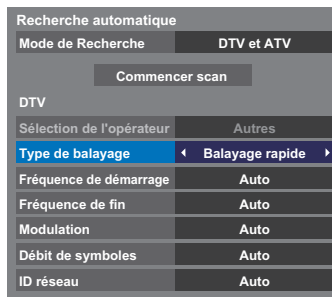 Recherche automatique
Mode de Recherche DTV et ATV
Commencer scan
DTV
Sélection de l'opérateur Autres
Type de balayage Balayage rapide
Fréquence de démarrage Auto
Fréquence de fin Auto
Modulation Auto
Débit de symboles Auto
ID réseau Auto